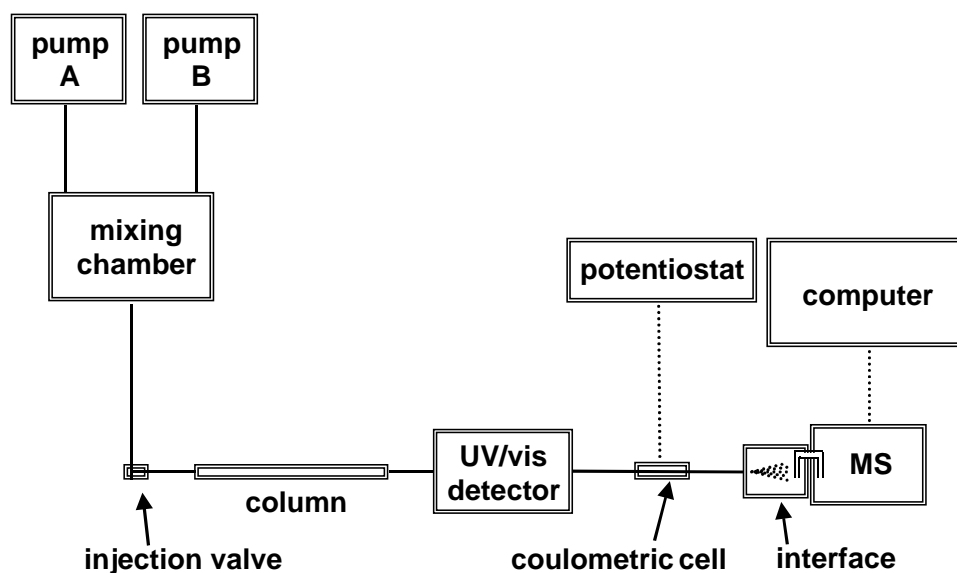 pump
A
pump
B
mixing
chamber
potentiostat
computer
UV/vis
detector
MS
column
injection valve
coulometric cell
interface